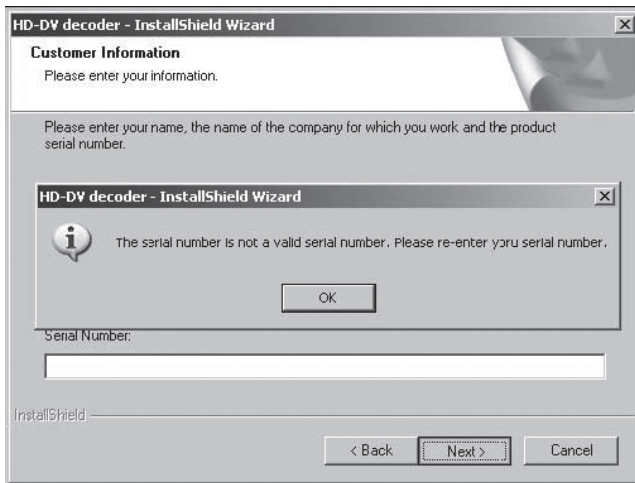 HD-DV decoder - InstallShield Wizard
Customer Information
Please enter your information.
Please enter your name, the name of the company for which you work and the product
serial number.
HD-DV decoder - InstallShield Wizard
The serial number is not a valid serial number. Please re-enter yoru serial number.
OK
Serial Number:
InstallShield
< Back
Next >
Cancel